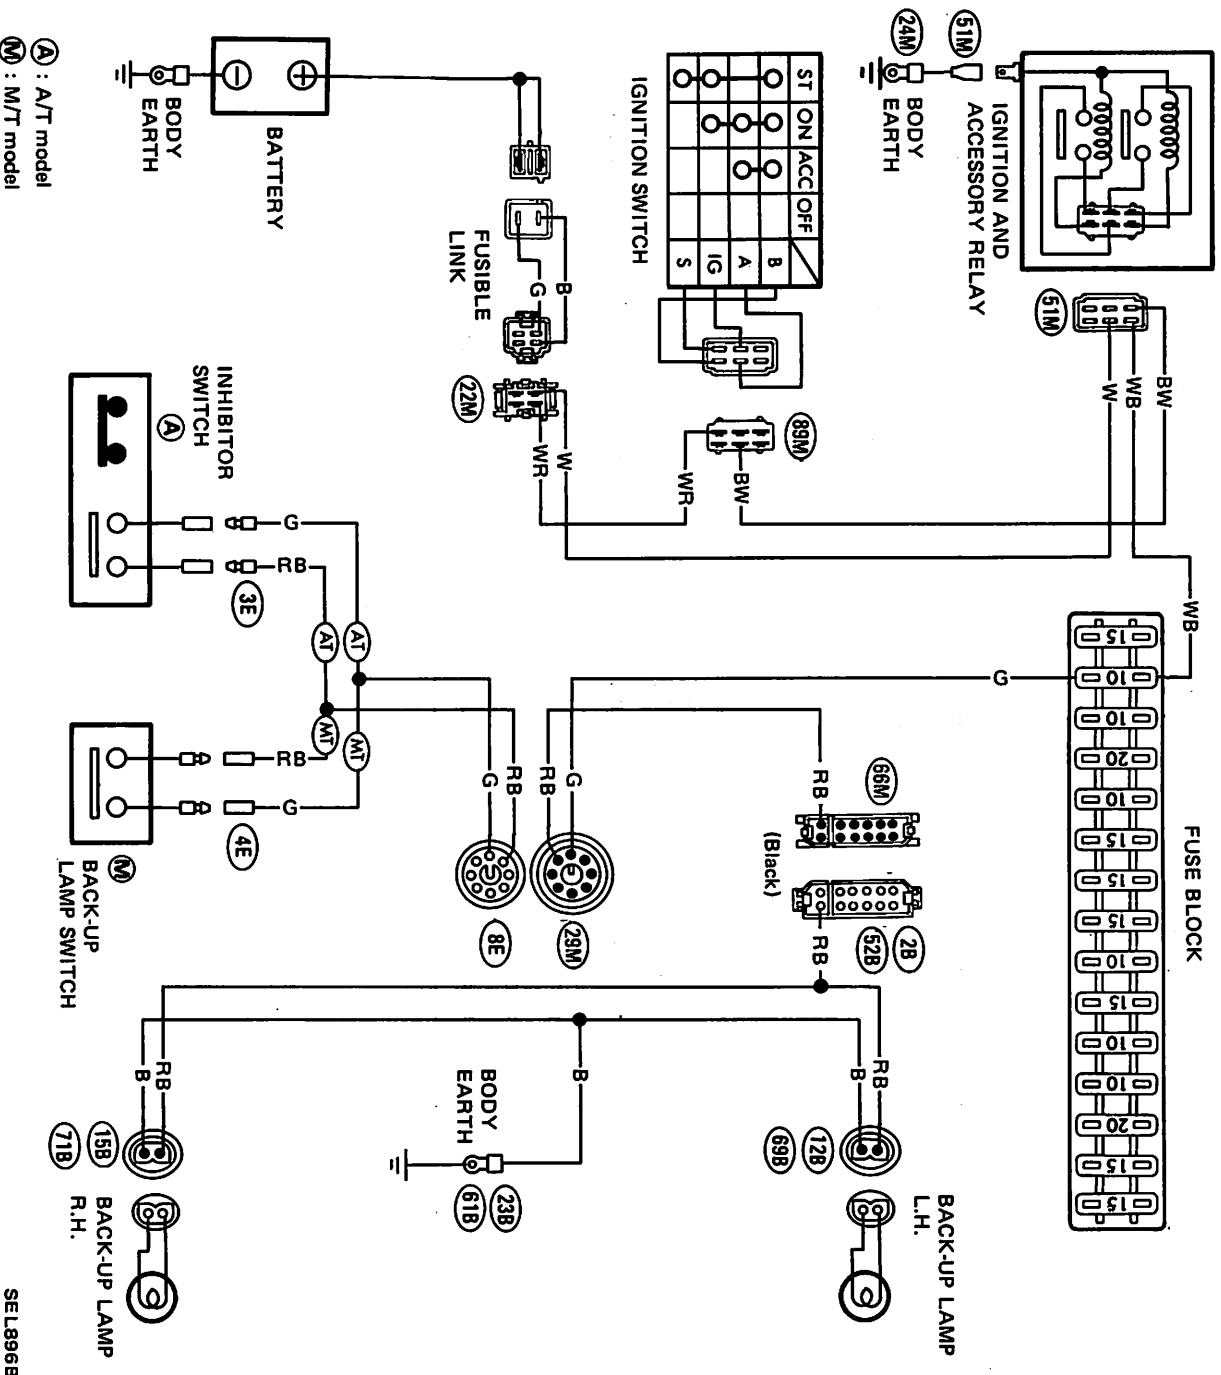 IGNITION AND
ACCESSORY RELAY
51M
24M
BODY
EARTH
51M
BW
WB
W
WB
FUSE BLOCK
15
10
10
20
10
15
15
15
10
15
10
10
20
15
15
G
ST
ON
ACC
OFF
B
A
IG
S
IGNITION SWITCH
89M
BW
WR
BATTERY
BODY
EARTH
FUSIBLE
LINK
B
G
22M
W
WR
INHIBITOR
SWITCH
A
G
RB
3E
AT
AT
MT
MT
RB
G
4E
M
BACK-UP
LAMP SWITCH
G
RB
RB
G
8E
29M
RB
66M
(Black)
RB
2B
52B
RB
B
12B
69B
BACK-UP LAMP
L.H.
B
BODY
EARTH
23B
61B
RB
B
15B
71B
BACK-UP LAMP
R.H.
A : A/T model
M : M/T model
SEL896B